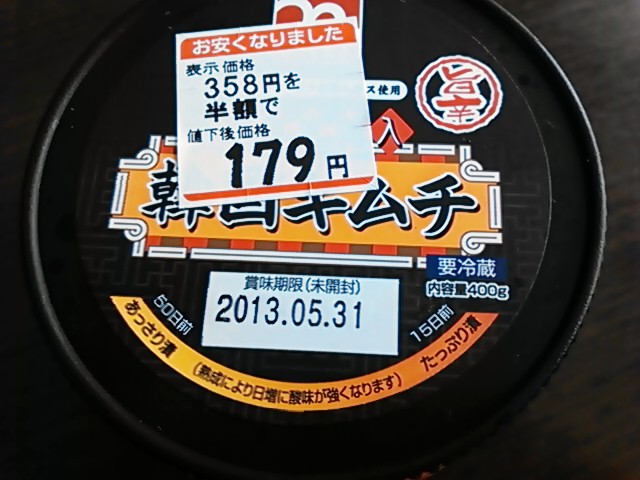 お安くなりました
表示価格
358円を
半額で
値下後価格
179円
ス使用
旨辛
入
韓国キムチ
要冷蔵
内容量400g
賞味期限(未開封)
2013.05.31
50日前
15日前
あっさり漬
たっぷり漬
(熟成により日増に酸味が強くなります)